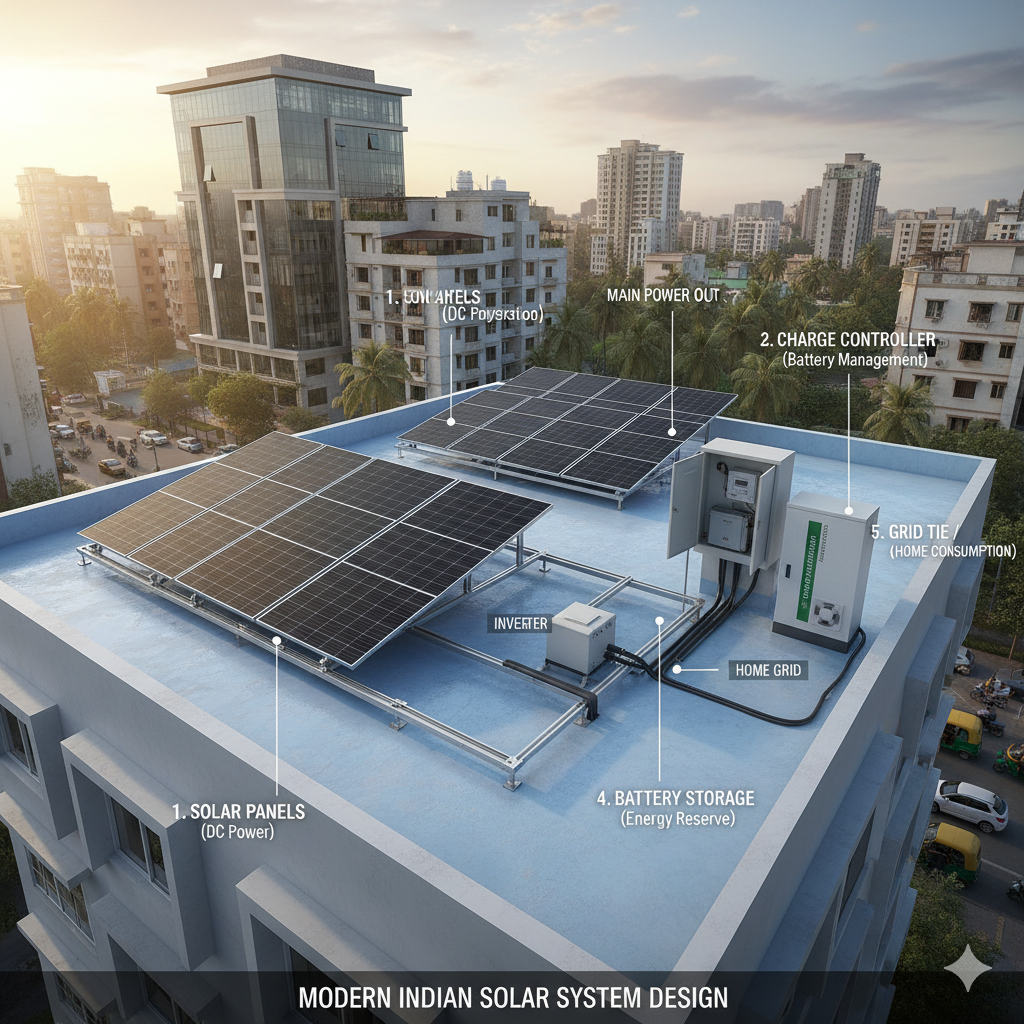 1.
MAIN POWER OUT
(DC
2. CHARGE CONTROLLER
(Battery Management)
5. GRID TIE /
(HOME CONSUMPTION)
INVERTER
HOME GRID
1. SOLAR PANELS
(DC Power)
4. BATTERY STORAGE
(Energy Reserve)
MODERN INDIAN SOLAR SYSTEM DESIGN